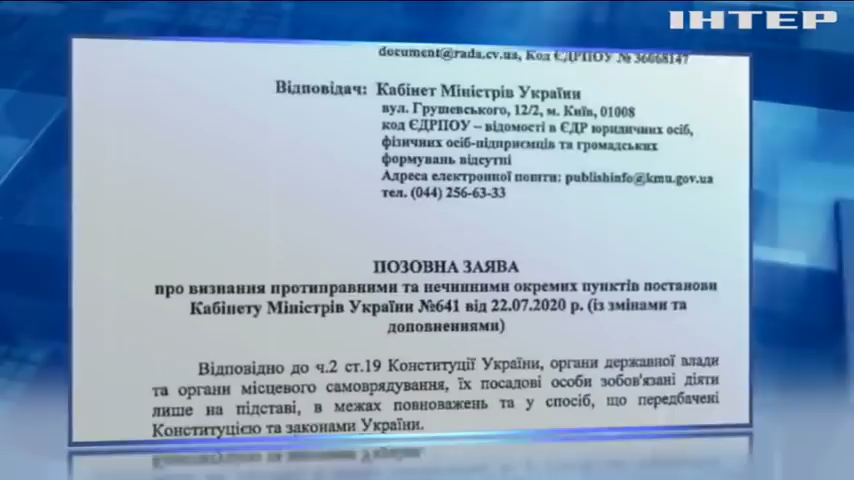 ІНТЕР
document@rada.cv.ua, Код ЄДРПОУ № 36068147
Відповідач: Кабінет Міністрів України
вул. Грушевського, 12/2, м. Київ, 01008
код ЄДРПОУ – відомості в ЄДР юридичних осіб,
фізичних осіб-підприємців та громадських
формувань відсутні
Адреса електронної пошти: publishinfo@kmu.gov.ua
тел. (044) 256-63-33
ПОЗОВНА ЗАЯВА
про визнання протиправними та нечинними окремих пунктів постанови
Кабінету Міністрів України №641 від 22.07.2020 р. (із змінами та
доповненнями)
Відповідно до ч.2 ст.19 Конституції України, органи державної влади
та органи місцевого самоврядування, їх посадові особи зобов'язані діяти
лише на підставі, в межах повноважень та у спосіб, що передбачені
Конституцією та законами України.